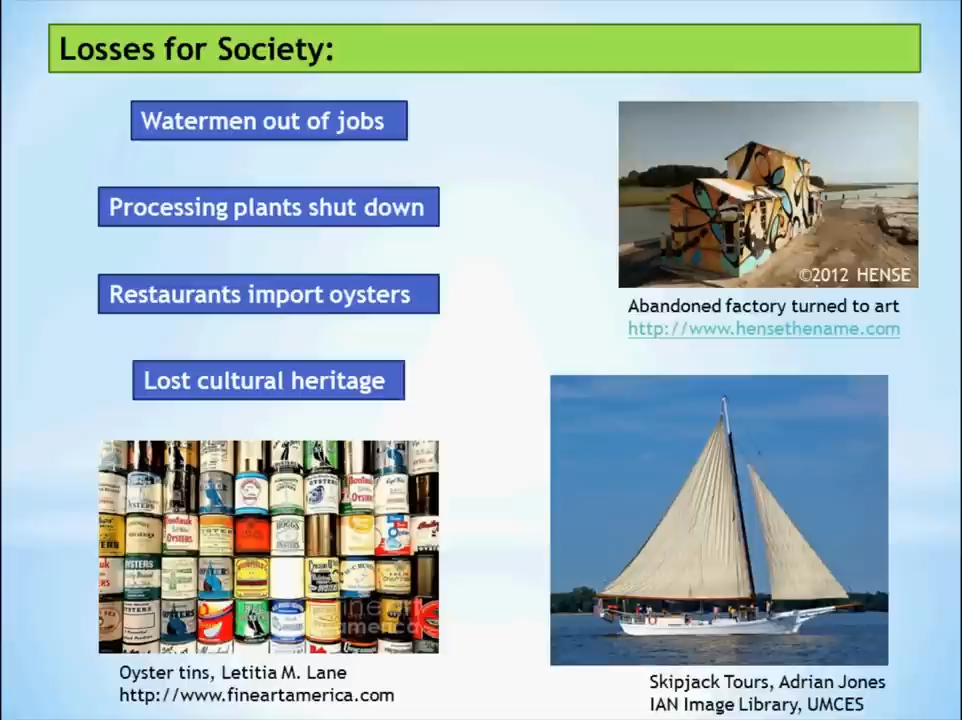 Losses for Society:
Watermen out of jobs
Processing plants shut down
Restaurants import oysters
Lost cultural heritage
©2012 HENSE
Abandoned factory turned to art
http://www.hensethename.com
Oyster tins, Letitia M. Lane
http://www.fineartamerica.com
Skipjack Tours, Adrian Jones
IAN Image Library, UMCES